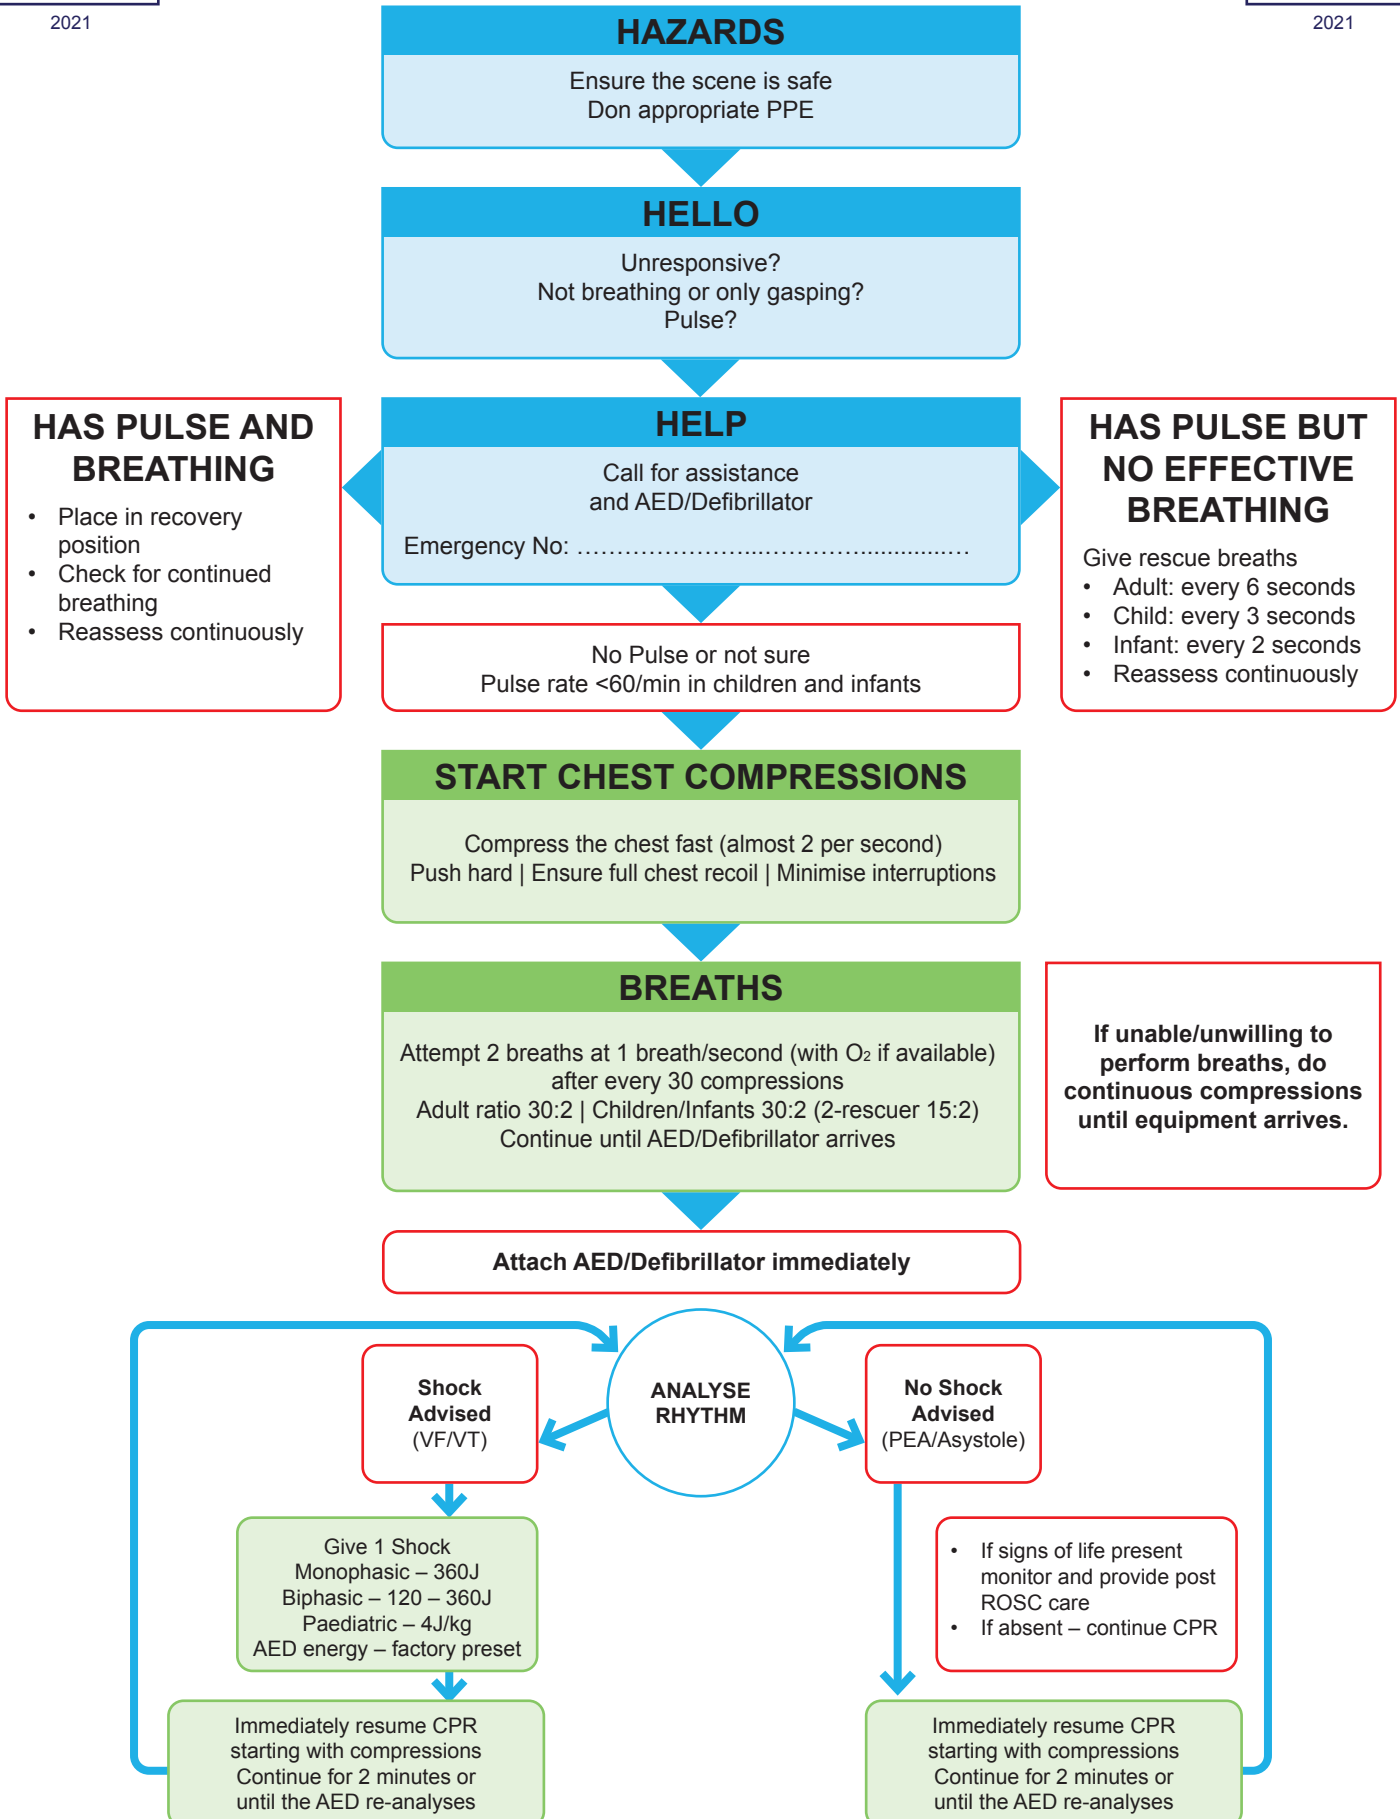 2021
2021
HAZARDS
Ensure the scene is safe
Don appropriate PPE
HELLO
Unresponsive?
Not breathing or only gasping?
Pulse?
HAS PULSE AND
BREATHING
• Place in recovery
position
• Check for continued
breathing
• Reassess continuously
HELP
Call for assistance
and AED/Defibrillator
Emergency No: …………………...…………..............…
HAS PULSE BUT
NO EFFECTIVE
BREATHING
Give rescue breaths
• Adult: every 6 seconds
• Child: every 3 seconds
• Infant: every 2 seconds
• Reassess continuously
No Pulse or not sure
Pulse rate <60/min in children and infants
START CHEST COMPRESSIONS
Compress the chest fast (almost 2 per second)
Push hard | Ensure full chest recoil | Minimise interruptions
BREATHS
Attempt 2 breaths at 1 breath/second (with O₂ if available)
after every 30 compressions
Adult ratio 30:2 | Children/Infants 30:2 (2-rescuer 15:2)
Continue until AED/Defibrillator arrives
If unable/unwilling to
perform breaths, do
continuous compressions
until equipment arrives.
Attach AED/Defibrillator immediately
ANALYSE
RHYTHM
Shock
Advised
(VF/VT)
No Shock
Advised
(PEA/Asystole)
Give 1 Shock
Monophasic – 360J
Biphasic – 120 – 360J
Paediatric – 4J/kg
AED energy – factory preset
• If signs of life present
monitor and provide post
ROSC care
• If absent – continue CPR
Immediately resume CPR
starting with compressions
Continue for 2 minutes or
until the AED re-analyses
Immediately resume CPR
starting with compressions
Continue for 2 minutes or
until the AED re-analyses